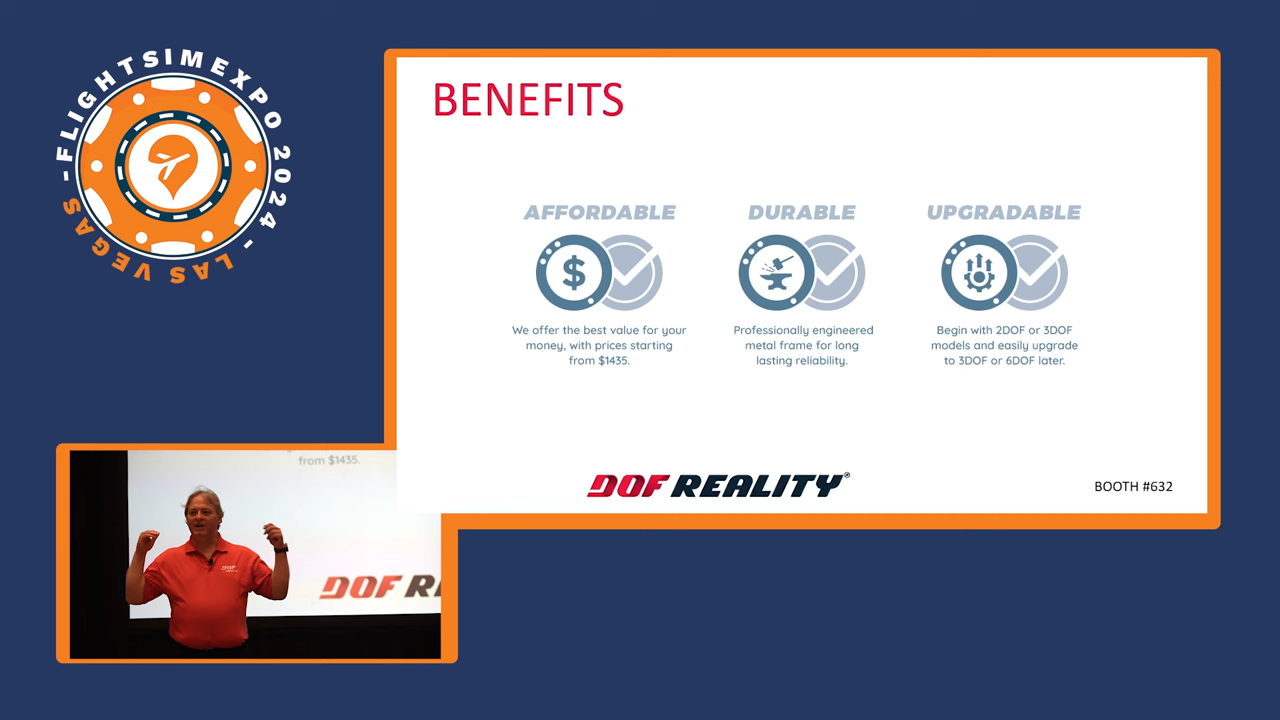 FLIGHTSIMEXPO 2024 - LAS VEGAS -
BENEFITS
AFFORDABLE
We offer the best value for your
money, with prices starting
from $1435.
DURABLE
Professionally engineered
metal frame for long
lasting reliability.
UPGRADABLE
Begin with 2DOF or 3DOF
models and easily upgrade
to 3DOF or 6DOF later.
DOF REALITY®
BOOTH #632
from $1435.
DOF
DOF RE